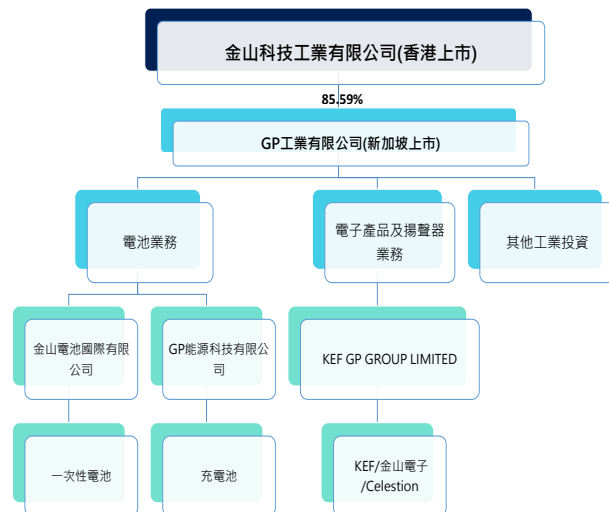 金山科技工業有限公司(香港上市)
85.59%
GP工業有限公司(新加坡上市)
電池業務
電子產品及揚聲器
業務
其他工業投資
金山電池國際有限
公司
GP能源科技有限公
司
KEF GP GROUP LIMITED
一次性電池
充電池
KEF/金山電子
/Celestion